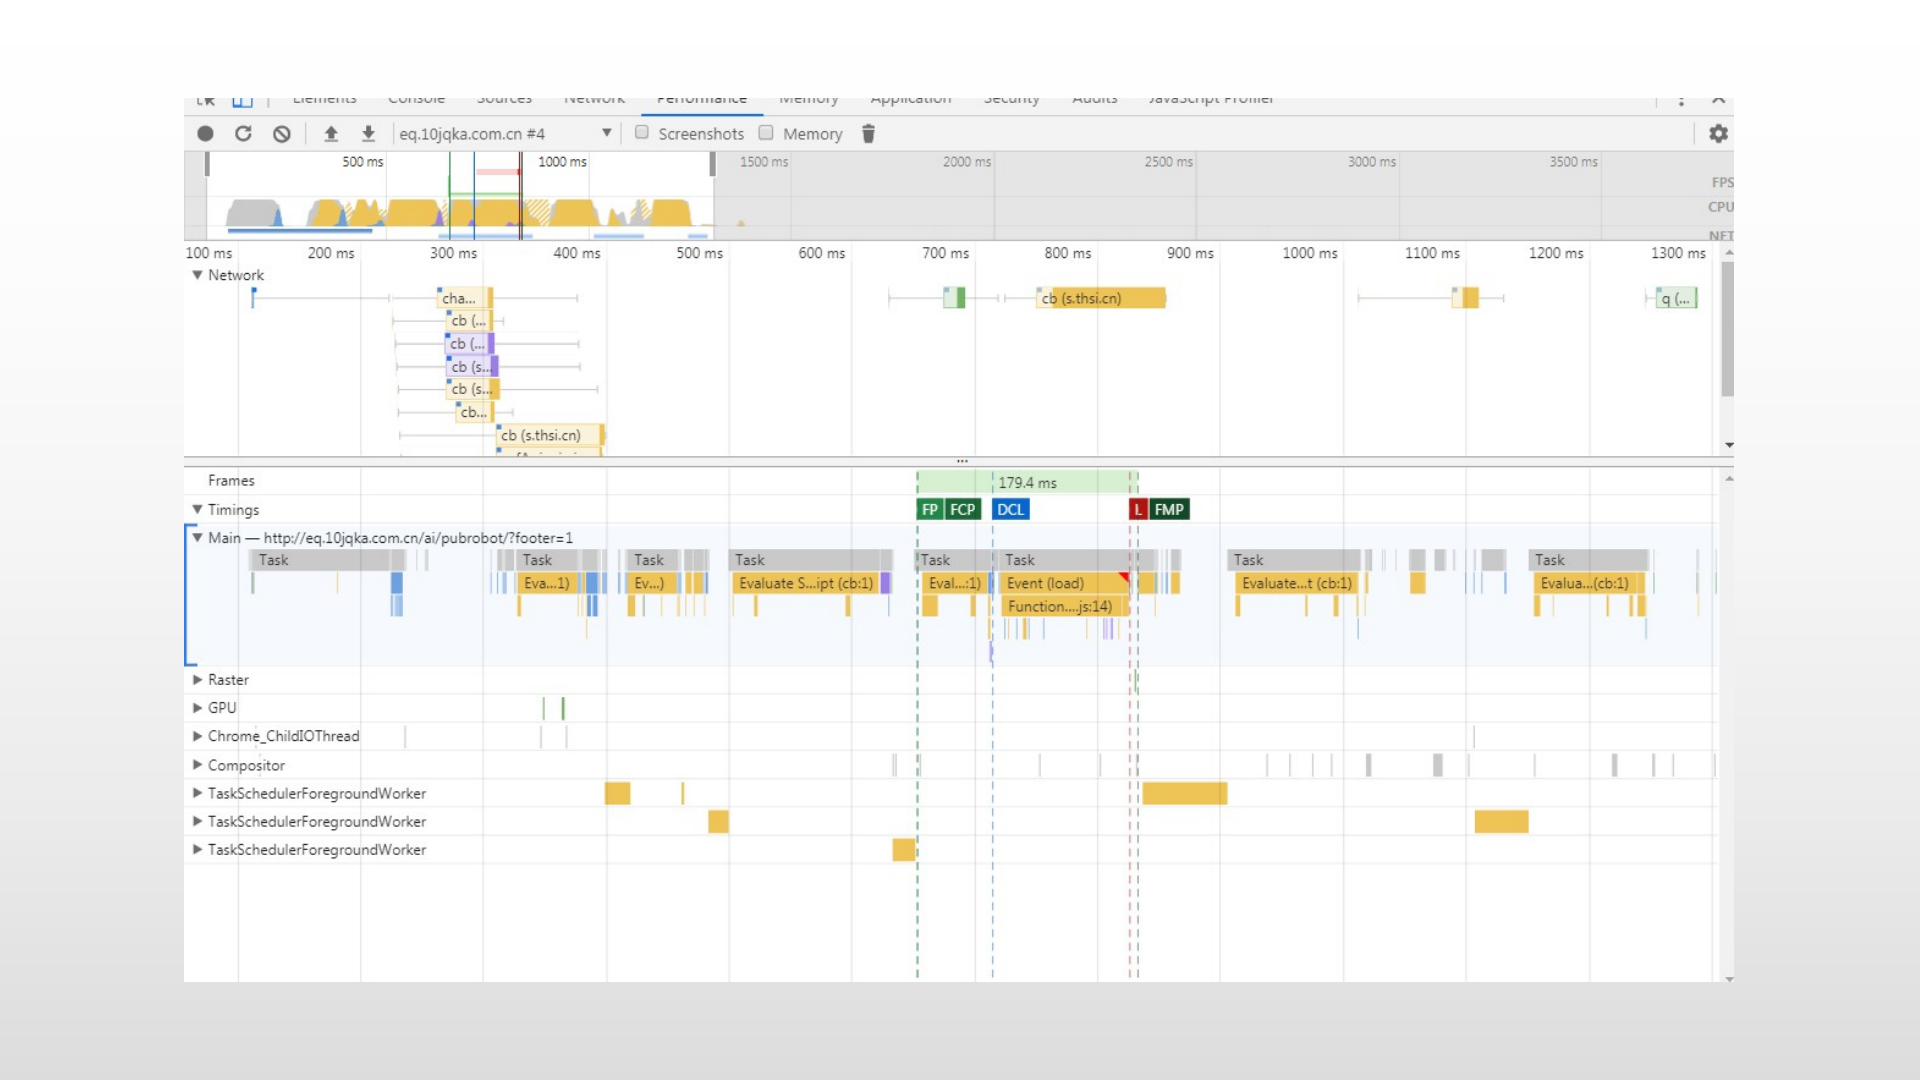 Elements Console Sources Network Performance Memory Application Security Audits JavaScript Profiler
eq.10jqka.com.cn #4 Screenshots Memory
500 ms 1000 ms 1500 ms 2000 ms 2500 ms 3000 ms 3500 ms
FPS
CPU
NET
100 ms 200 ms 300 ms 400 ms 500 ms 600 ms 700 ms 800 ms 900 ms 1000 ms 1100 ms 1200 ms 1300 ms
Network
cha... cb (s.thsi.cn) q (...
cb (...
cb (...
cb (s...
cb (s...
cb...
cb (s.thsi.cn)
...
Frames 179.4 ms
Timings FP FCP DCL L FMP
Main — http://eq.10jqka.com.cn/ai/pubrobot/?footer=1
Task Task Task Task Task Task Task Task
Eva...1) Ev...) Evaluate S...ipt (cb:1) Eval...:1) Event (load) Evaluate...t (cb:1) Evalua...(cb:1)
Function....js:14)
Raster
GPU
Chrome_ChildIOThread
Compositor
TaskSchedulerForegroundWorker
TaskSchedulerForegroundWorker
TaskSchedulerForegroundWorker